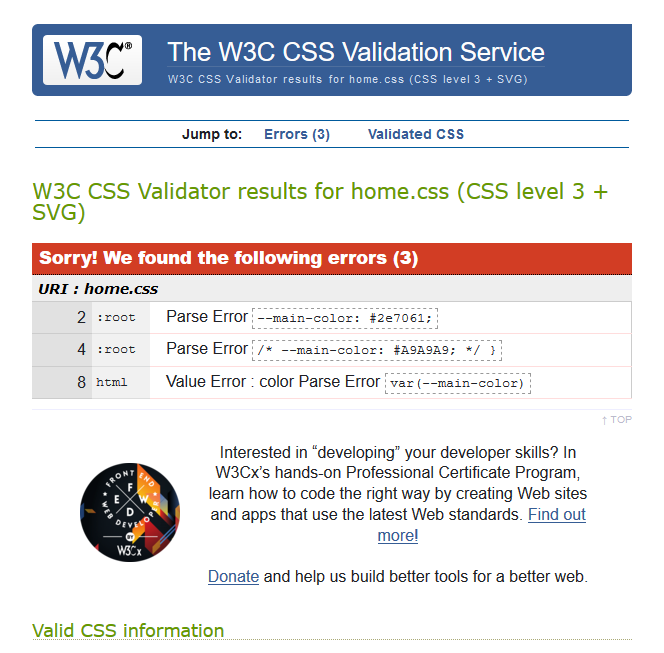 W3C®
The W3C CSS Validation Service
W3C CSS Validator results for home.css (CSS level 3 + SVG)
Jump to: Errors (3) Validated CSS
W3C CSS Validator results for home.css (CSS level 3 +
SVG)
Sorry! We found the following errors (3)
URI : home.css
2 :root Parse Error --main-color: #2e7061;
4 :root Parse Error /* --main-color: #A9A9A9; */ }
8 html Value Error : color Parse Error var(--main-color)
↑ TOP
Interested in “developing” your developer skills? In
W3Cx’s hands-on Professional Certificate Program,
learn how to code the right way by creating Web sites
and apps that use the latest Web standards. Find out
more!
FRONT END
F
E W
D
WEB DEVELOPER
BY
W3Cx
Donate and help us build better tools for a better web.
Valid CSS information